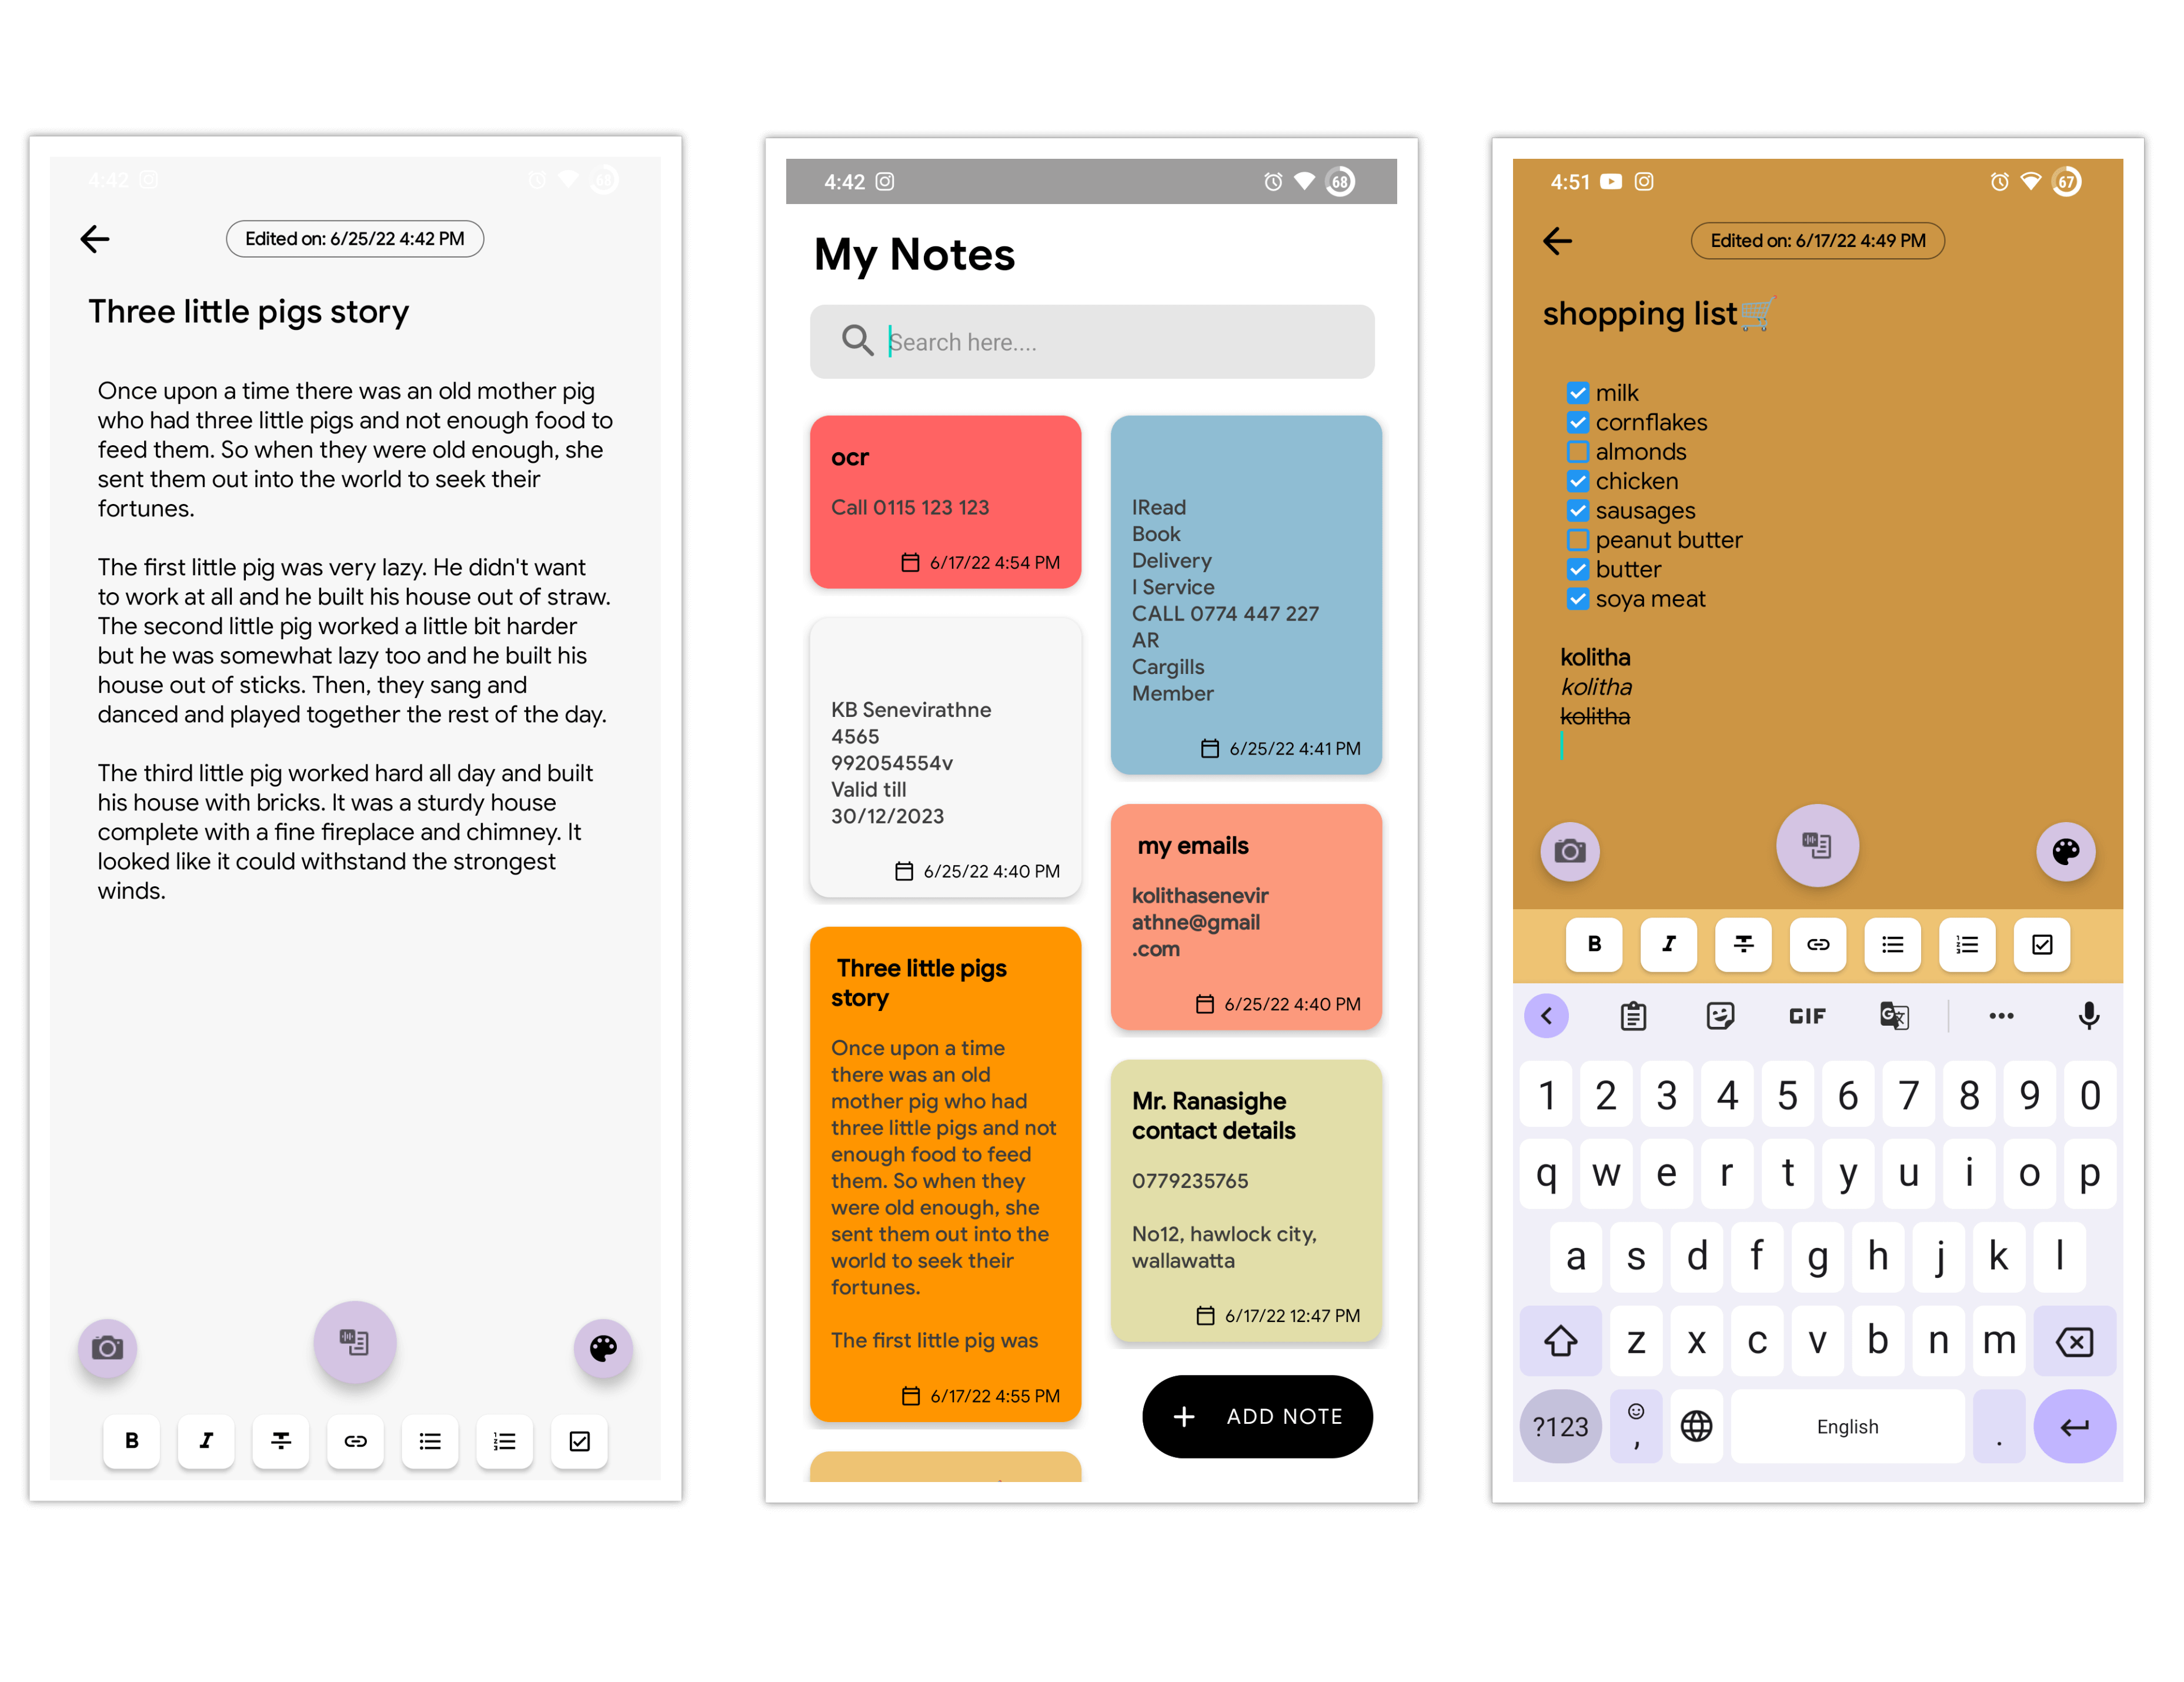 4:42
68
Edited on: 6/25/22 4:42 PM
Three little pigs story
Once upon a time there was an old mother pig
who had three little pigs and not enough food to
feed them. So when they were old enough, she
sent them out into the world to seek their
fortunes.
The first little pig was very lazy. He didn't want
to work at all and he built his house out of straw.
The second little pig worked a little bit harder
but he was somewhat lazy too and he built his
house out of sticks. Then, they sang and
danced and played together the rest of the day.
The third little pig worked hard all day and built
his house with bricks. It was a sturdy house
complete with a fine fireplace and chimney. It
looked like it could withstand the strongest
winds.
B I
4:42
68
My Notes
Search here....
ocr
Call 0115 123 123
6/17/22 4:54 PM
KB Senevirathne
4565
992054554v
Valid till
30/12/2023
6/25/22 4:40 PM
Three little pigs
story
Once upon a time
there was an old
mother pig who had
three little pigs and not
enough food to feed
them. So when they
were old enough, she
sent them out into the
world to seek their
fortunes.
The first little pig was
6/17/22 4:55 PM
IRead
Book
Delivery
I Service
CALL 0774 447 227
AR
Cargills
Member
6/25/22 4:41 PM
my emails
kolithasenevir
athne@gmail
.com
6/25/22 4:40 PM
Mr. Ranasighe
contact details
0779235765
No12, hawlock city,
wallawatta
6/17/22 12:47 PM
+ ADD NOTE
4:51
67
Edited on: 6/17/22 4:49 PM
shopping list🛒
milk
cornflakes
almonds
chicken
sausages
peanut butter
butter
soya meat
kolitha
kolitha
kolitha
B I
GIF
1 2 3 4 5 6 7 8 9 0
q w e r t y u i o p
a s d f g h j k l
z x c v b n m
?123 , English .